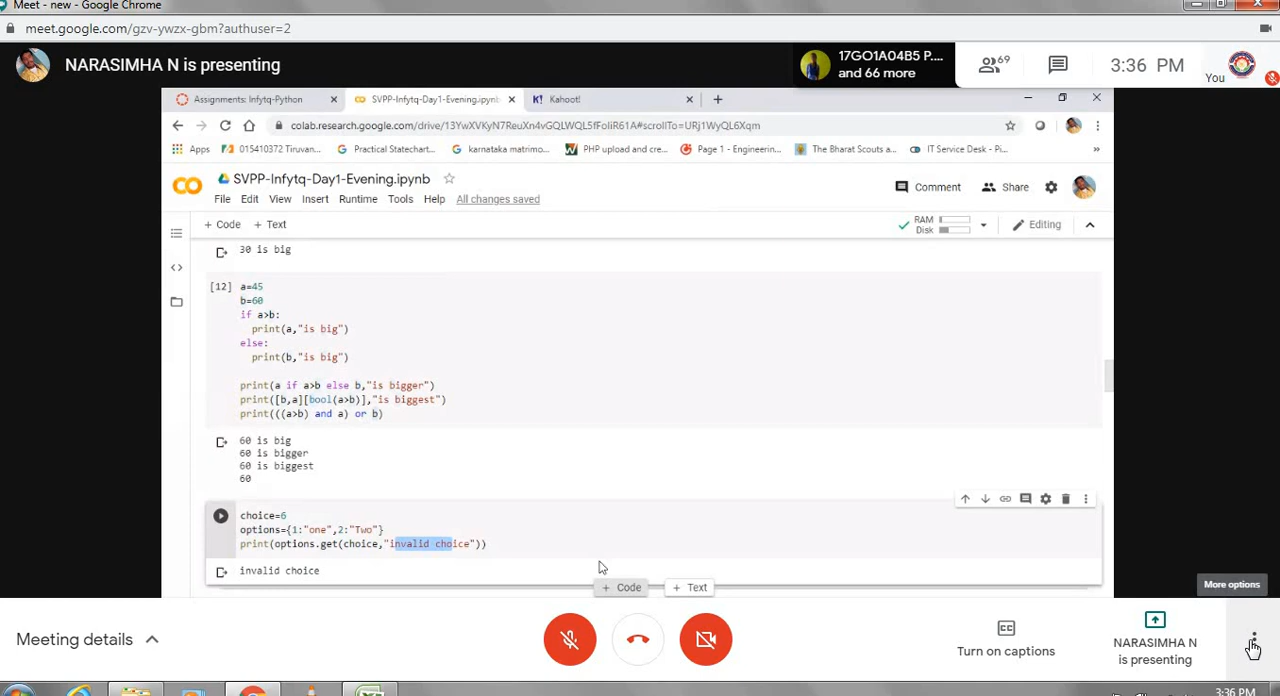 Meet - new - Google Chrome
meet.google.com/gzv-ywzx-gbm?authuser=2
NARASIMHA N is presenting
17GO1A04B5 P....
and 66 more
69
3:36 PM
You
Assignments: Infytq-Python
SVPP-Infytq-Day1-Evening.ipynb
K! Kahoot!
colab.research.google.com/drive/13YwXVKyN7ReuXn4vGQLWQL5fFoIiR61A#scrollTo=URj1WyQL6Xqm
Apps
015410372 Tiruvan...
Practical Statechart...
karnataka matrimo...
PHP upload and cre...
Page 1 - Engineerin...
The Bharat Scouts a...
IT Service Desk - Pi...
»
SVPP-Infytq-Day1-Evening.ipynb
Comment
Share
File Edit View Insert Runtime Tools Help All changes saved
+ Code + Text
RAM
Disk
Editing
30 is big
[12] a=45
b=60
if a>b:
print(a,"is big")
else:
print(b,"is big")
print(a if a>b else b,"is bigger")
print([b,a][bool(a>b)],"is biggest")
print(((a>b) and a) or b)
60 is big
60 is bigger
60 is biggest
60
choice=6
options={1:"one",2:"Two"}
print(options.get(choice,"invalid choice"))
invalid choice
+ Code + Text
More options
Meeting details
Turn on captions
NARASIMHA N
is presenting
3:36 PM